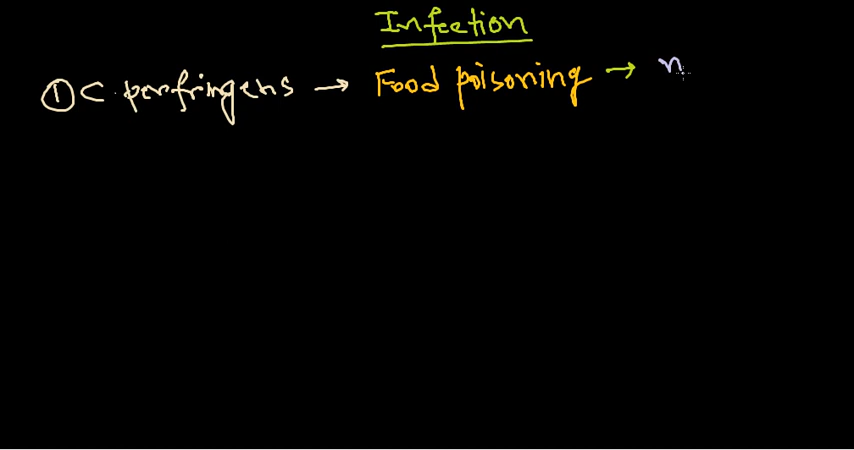 Infection
① C. perfringens → Food poisoning → n